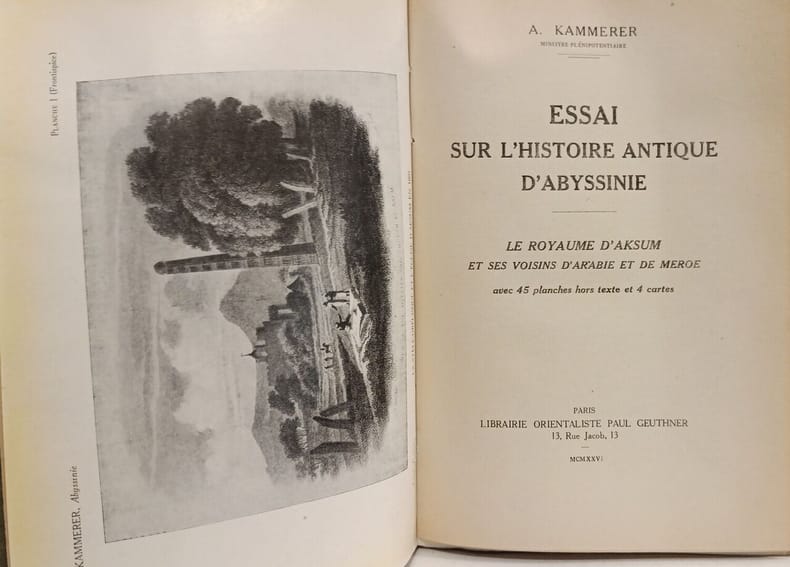 PLANCHE I (Frontispice)
KAMMERER, Abyssinie
A. KAMMERER
MINISTRE PLÉNIPOTENTIAIRE
ESSAI
SUR L'HISTOIRE ANTIQUE
D'ABYSSINIE
LE ROYAUME D'AKSUM
ET SES VOISINS D'ARABIE ET DE MEROE
avec 45 planches hors texte et 4 cartes
PARIS
LIBRAIRIE ORIENTALISTE PAUL GEUTHNER
13, Rue Jacob, 13
MCMXXVI